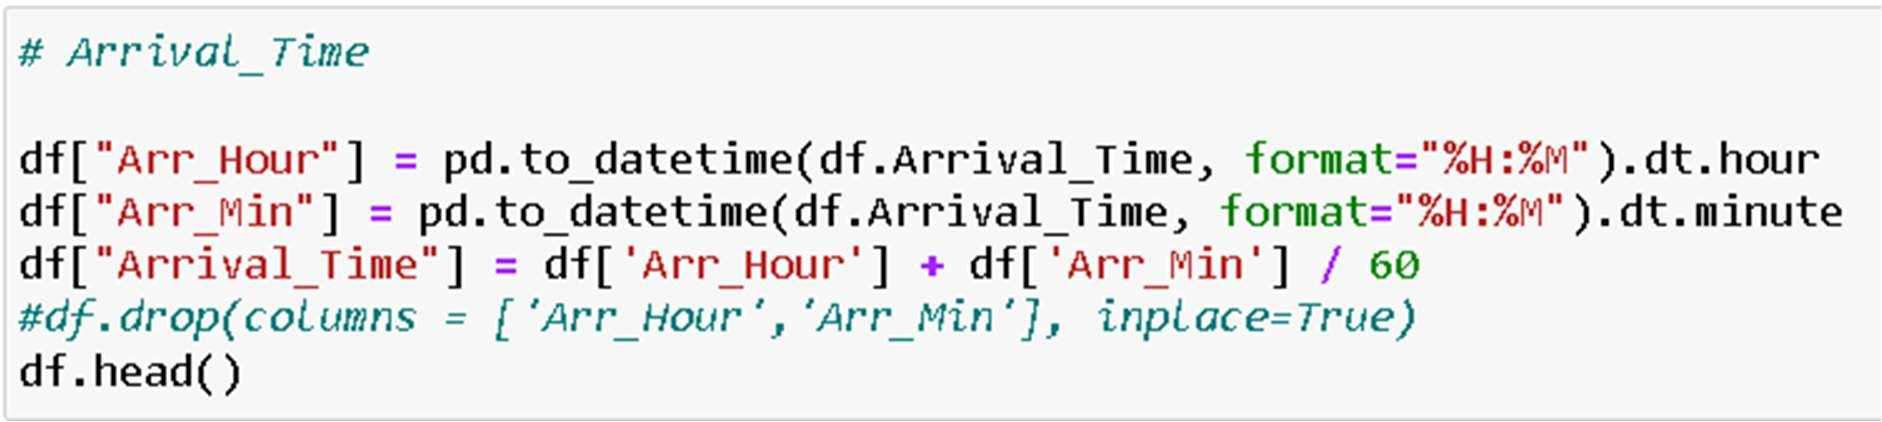 # Arrival_Time
df["Arr_Hour"] = pd.to_datetime(df.Arrival_Time, format="%H:%M").dt.hour
df["Arr_Min"] = pd.to_datetime(df.Arrival_Time, format="%H:%M").dt.minute
df["Arrival_Time"] = df['Arr_Hour'] + df['Arr_Min'] / 60
#df.drop(columns = ['Arr_Hour','Arr_Min'], inplace=True)
df.head()